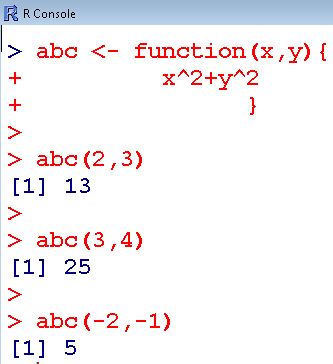 R Console
> abc <- function(x,y){
+          x^2+y^2
+                }
>
> abc(2,3)
[1] 13
>
> abc(3,4)
[1] 25
>
> abc(-2,-1)
[1] 5